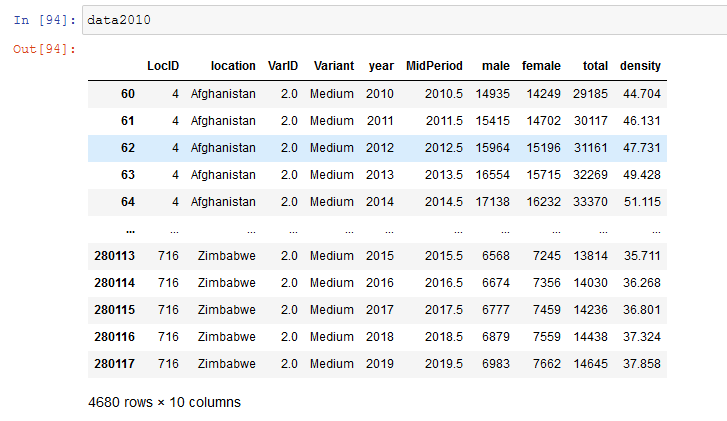 In [94]: data2010
Out[94]:
LocID location VarID Variant year MidPeriod male female total density
60 4 Afghanistan 2.0 Medium 2010 2010.5 14935 14249 29185 44.704
61 4 Afghanistan 2.0 Medium 2011 2011.5 15415 14702 30117 46.131
62 4 Afghanistan 2.0 Medium 2012 2012.5 15964 15196 31161 47.731
63 4 Afghanistan 2.0 Medium 2013 2013.5 16554 15715 32269 49.428
64 4 Afghanistan 2.0 Medium 2014 2014.5 17138 16232 33370 51.115
... ... ... ... ... ... ... ... ... ... ...
280113 716 Zimbabwe 2.0 Medium 2015 2015.5 6568 7245 13814 35.711
280114 716 Zimbabwe 2.0 Medium 2016 2016.5 6674 7356 14030 36.268
280115 716 Zimbabwe 2.0 Medium 2017 2017.5 6777 7459 14236 36.801
280116 716 Zimbabwe 2.0 Medium 2018 2018.5 6879 7559 14438 37.324
280117 716 Zimbabwe 2.0 Medium 2019 2019.5 6983 7662 14645 37.858
4680 rows × 10 columns